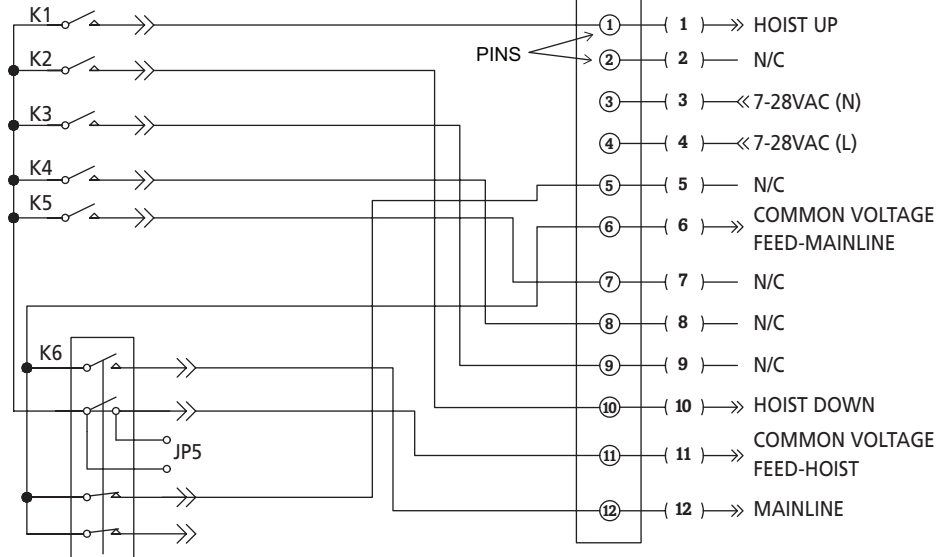 K1
K2
K3
K4
K5
K6
JP5
PINS
1 ( 1 ) HOIST UP
2 ( 2 ) N/C
3 ( 3 ) 7-28VAC (N)
4 ( 4 ) 7-28VAC (L)
5 ( 5 ) N/C
6 ( 6 ) COMMON VOLTAGE
FEED-MAINLINE
7 ( 7 ) N/C
8 ( 8 ) N/C
9 ( 9 ) N/C
10 ( 10 ) HOIST DOWN
11 ( 11 ) COMMON VOLTAGE
FEED-HOIST
12 ( 12 ) MAINLINE